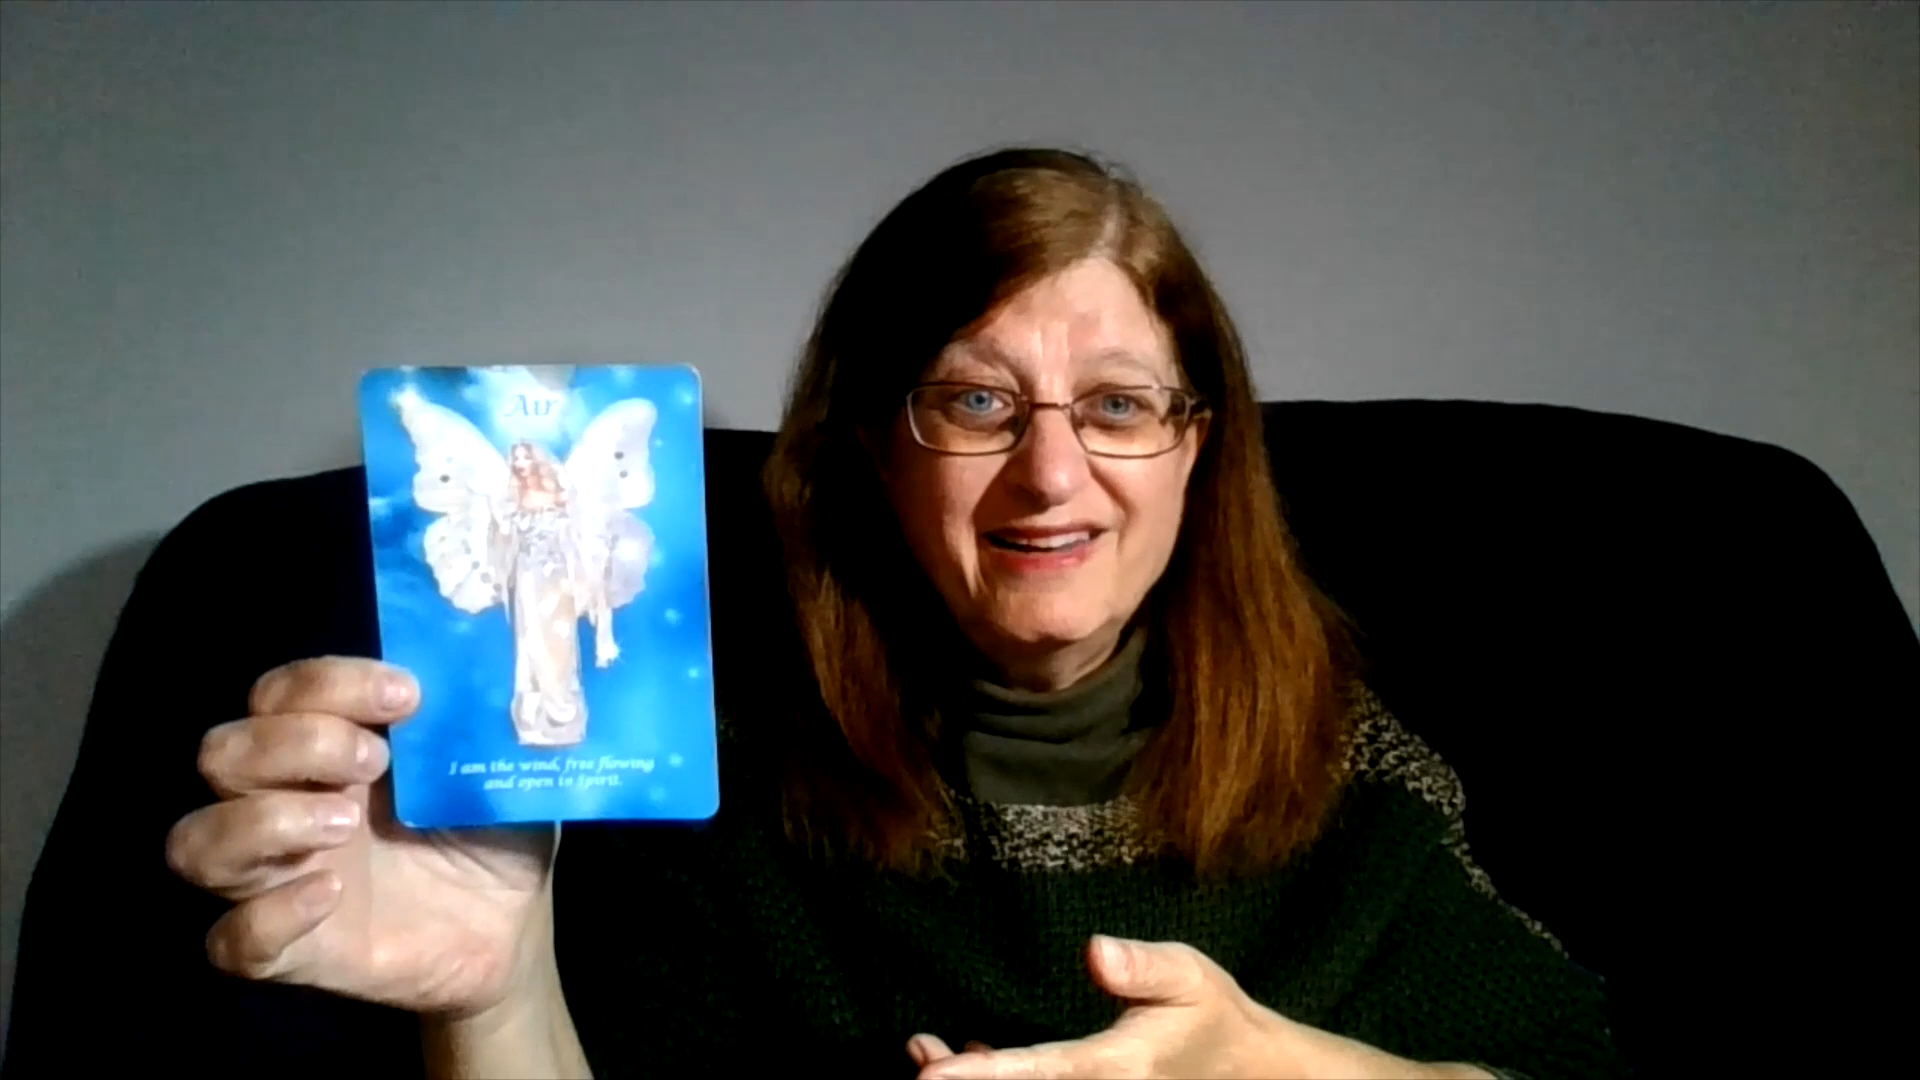 Air
I am the wind, free flowing
and open to Spirit.